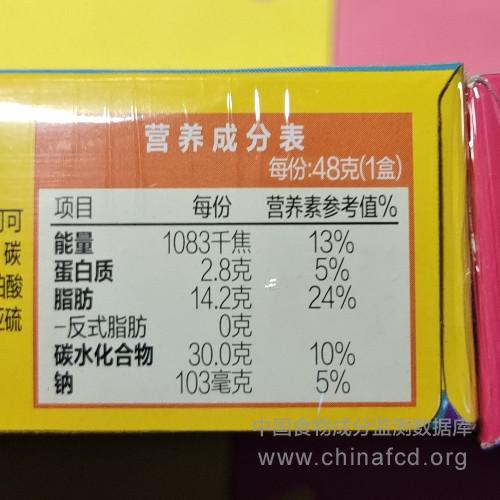 营养成分表
每份:48克(1盒)
项目 每份 营养素参考值%
能量 1083千焦 13%
蛋白质 2.8克 5%
脂肪 14.2克 24%
–反式脂肪 0克
碳水化合物 30.0克 10%
钠 103毫克 5%
可
碳
酸
硫
中国食物成分监测数据库
www.chinafcd.org